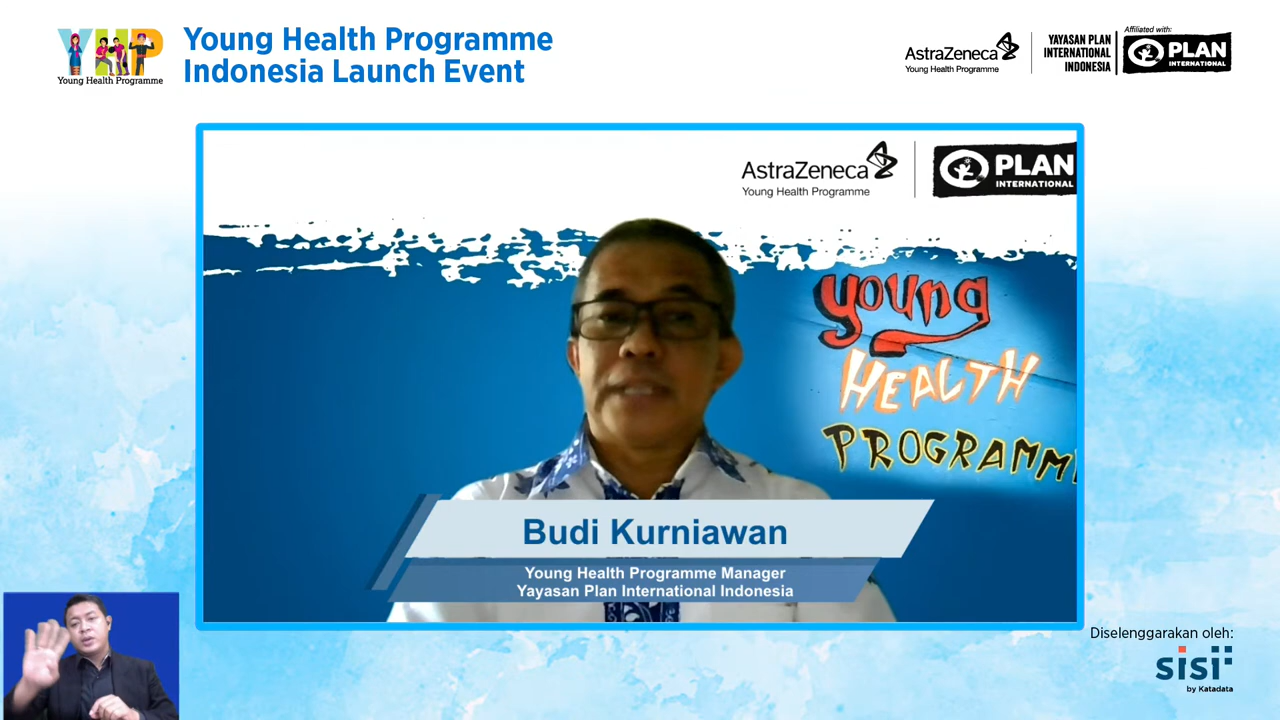 YHP
Young Health Programme
Young Health Programme
Indonesia Launch Event
AstraZeneca
Young Health Programme
YAYASAN PLAN
INTERNATIONAL
INDONESIA
Affiliated with:
PLAN
INTERNATIONAL
AstraZeneca
Young Health Programme
PLAN
INTERNATIONAL
young
HEALTH
PROGRAMM
Budi Kurniawan
Young Health Programme Manager
Yayasan Plan International Indonesia
Diselenggarakan oleh:
sisi
by Katadata